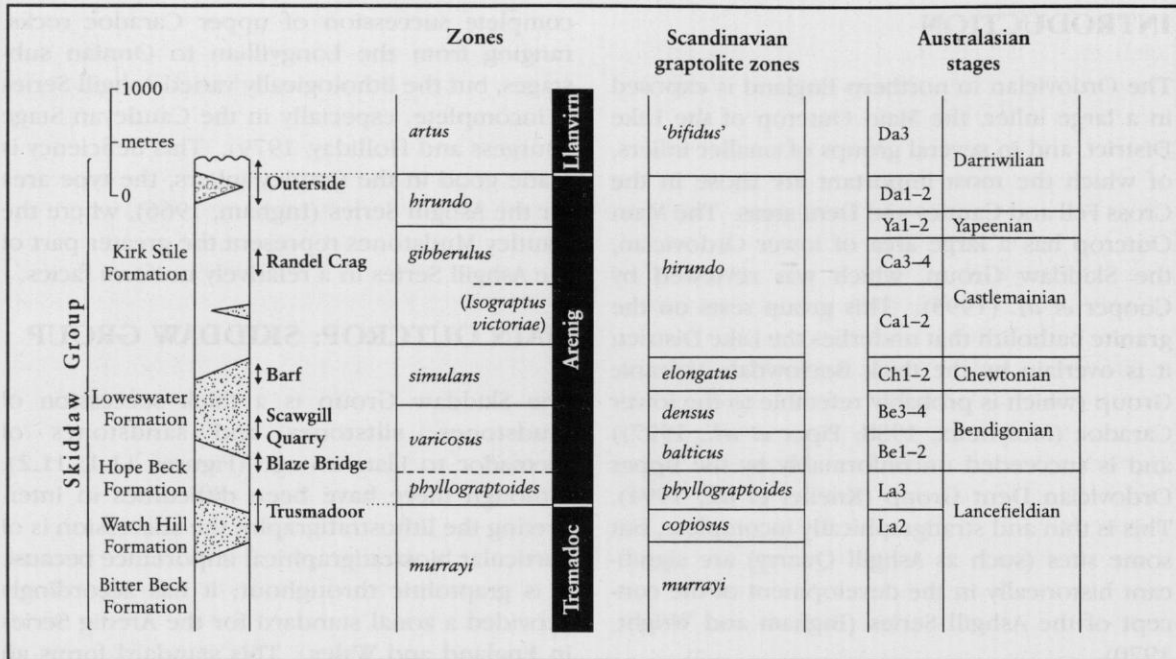 Zones
Scandinavian
graptolite zones
Australasian
stages
1000
metres
Skiddaw Group
Kirk Stile
Formation
Loweswater
Formation
Hope Beck
Formation
Watch Hill
Formation
Bitter Beck
Formation
Outerside
Randel Crag
Barf
Scawgill
Quarry
Blaze Bridge
Trusmadoor
artus
hirundo
gibberulus
(Isograptus
victoriae)
simulans
varicosus
phyllograptoides
murrayi
Llanvirn
Arenig
Tremadoc
'bifidus'
hirundo
elongatus
densus
balticus
phyllograptoides
copiosus
murrayi
Da3
Da1–2
Ya1–2
Ca3–4
Ca1–2
Ch1–2
Be3–4
Be1–2
La3
La2
Darriwilian
Yapeenian
Castlemainian
Chewtonian
Bendigonian
Lancefieldian